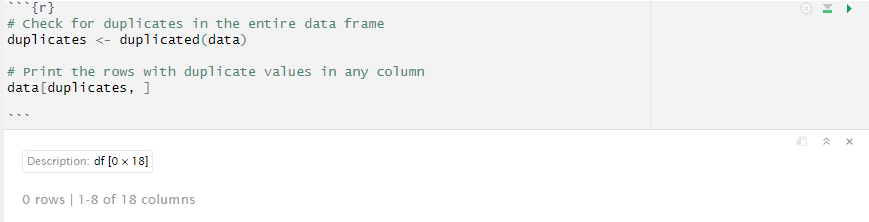 ```{r}
# Check for duplicates in the entire data frame
duplicates <- duplicated(data)
# Print the rows with duplicate values in any column
data[duplicates, ]
```
Description: df [0 × 18]
0 rows | 1-8 of 18 columns